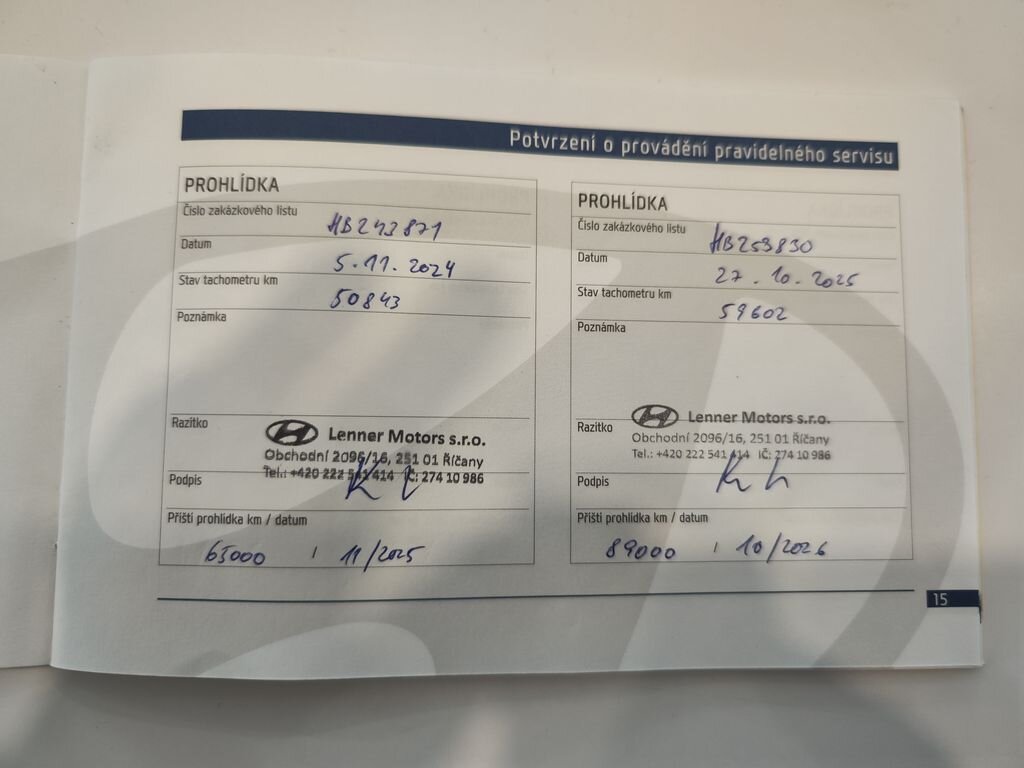 Potvrzení o provádění pravidelného servisu
PROHLÍDKA
Číslo zakázkového listu HB243871
Datum 5.11.2024
Stav tachometru km 50843
Poznámka
Razítko
Lenner Motors s.r.o.
Obchodní 2096/16, 251 01 Říčany
Tel.: +420 222 541 414 IČ: 274 10 986
Podpis
Příští prohlídka km / datum
65000 / 11/2025
PROHLÍDKA
Číslo zakázkového listu HB253830
Datum 27.10.2025
Stav tachometru km 59602
Poznámka
Razítko
Lenner Motors s.r.o.
Obchodní 2096/16, 251 01 Říčany
Tel.: +420 222 541 414 IČ: 274 10 986
Podpis
Příští prohlídka km / datum
89000 / 10/2026
15